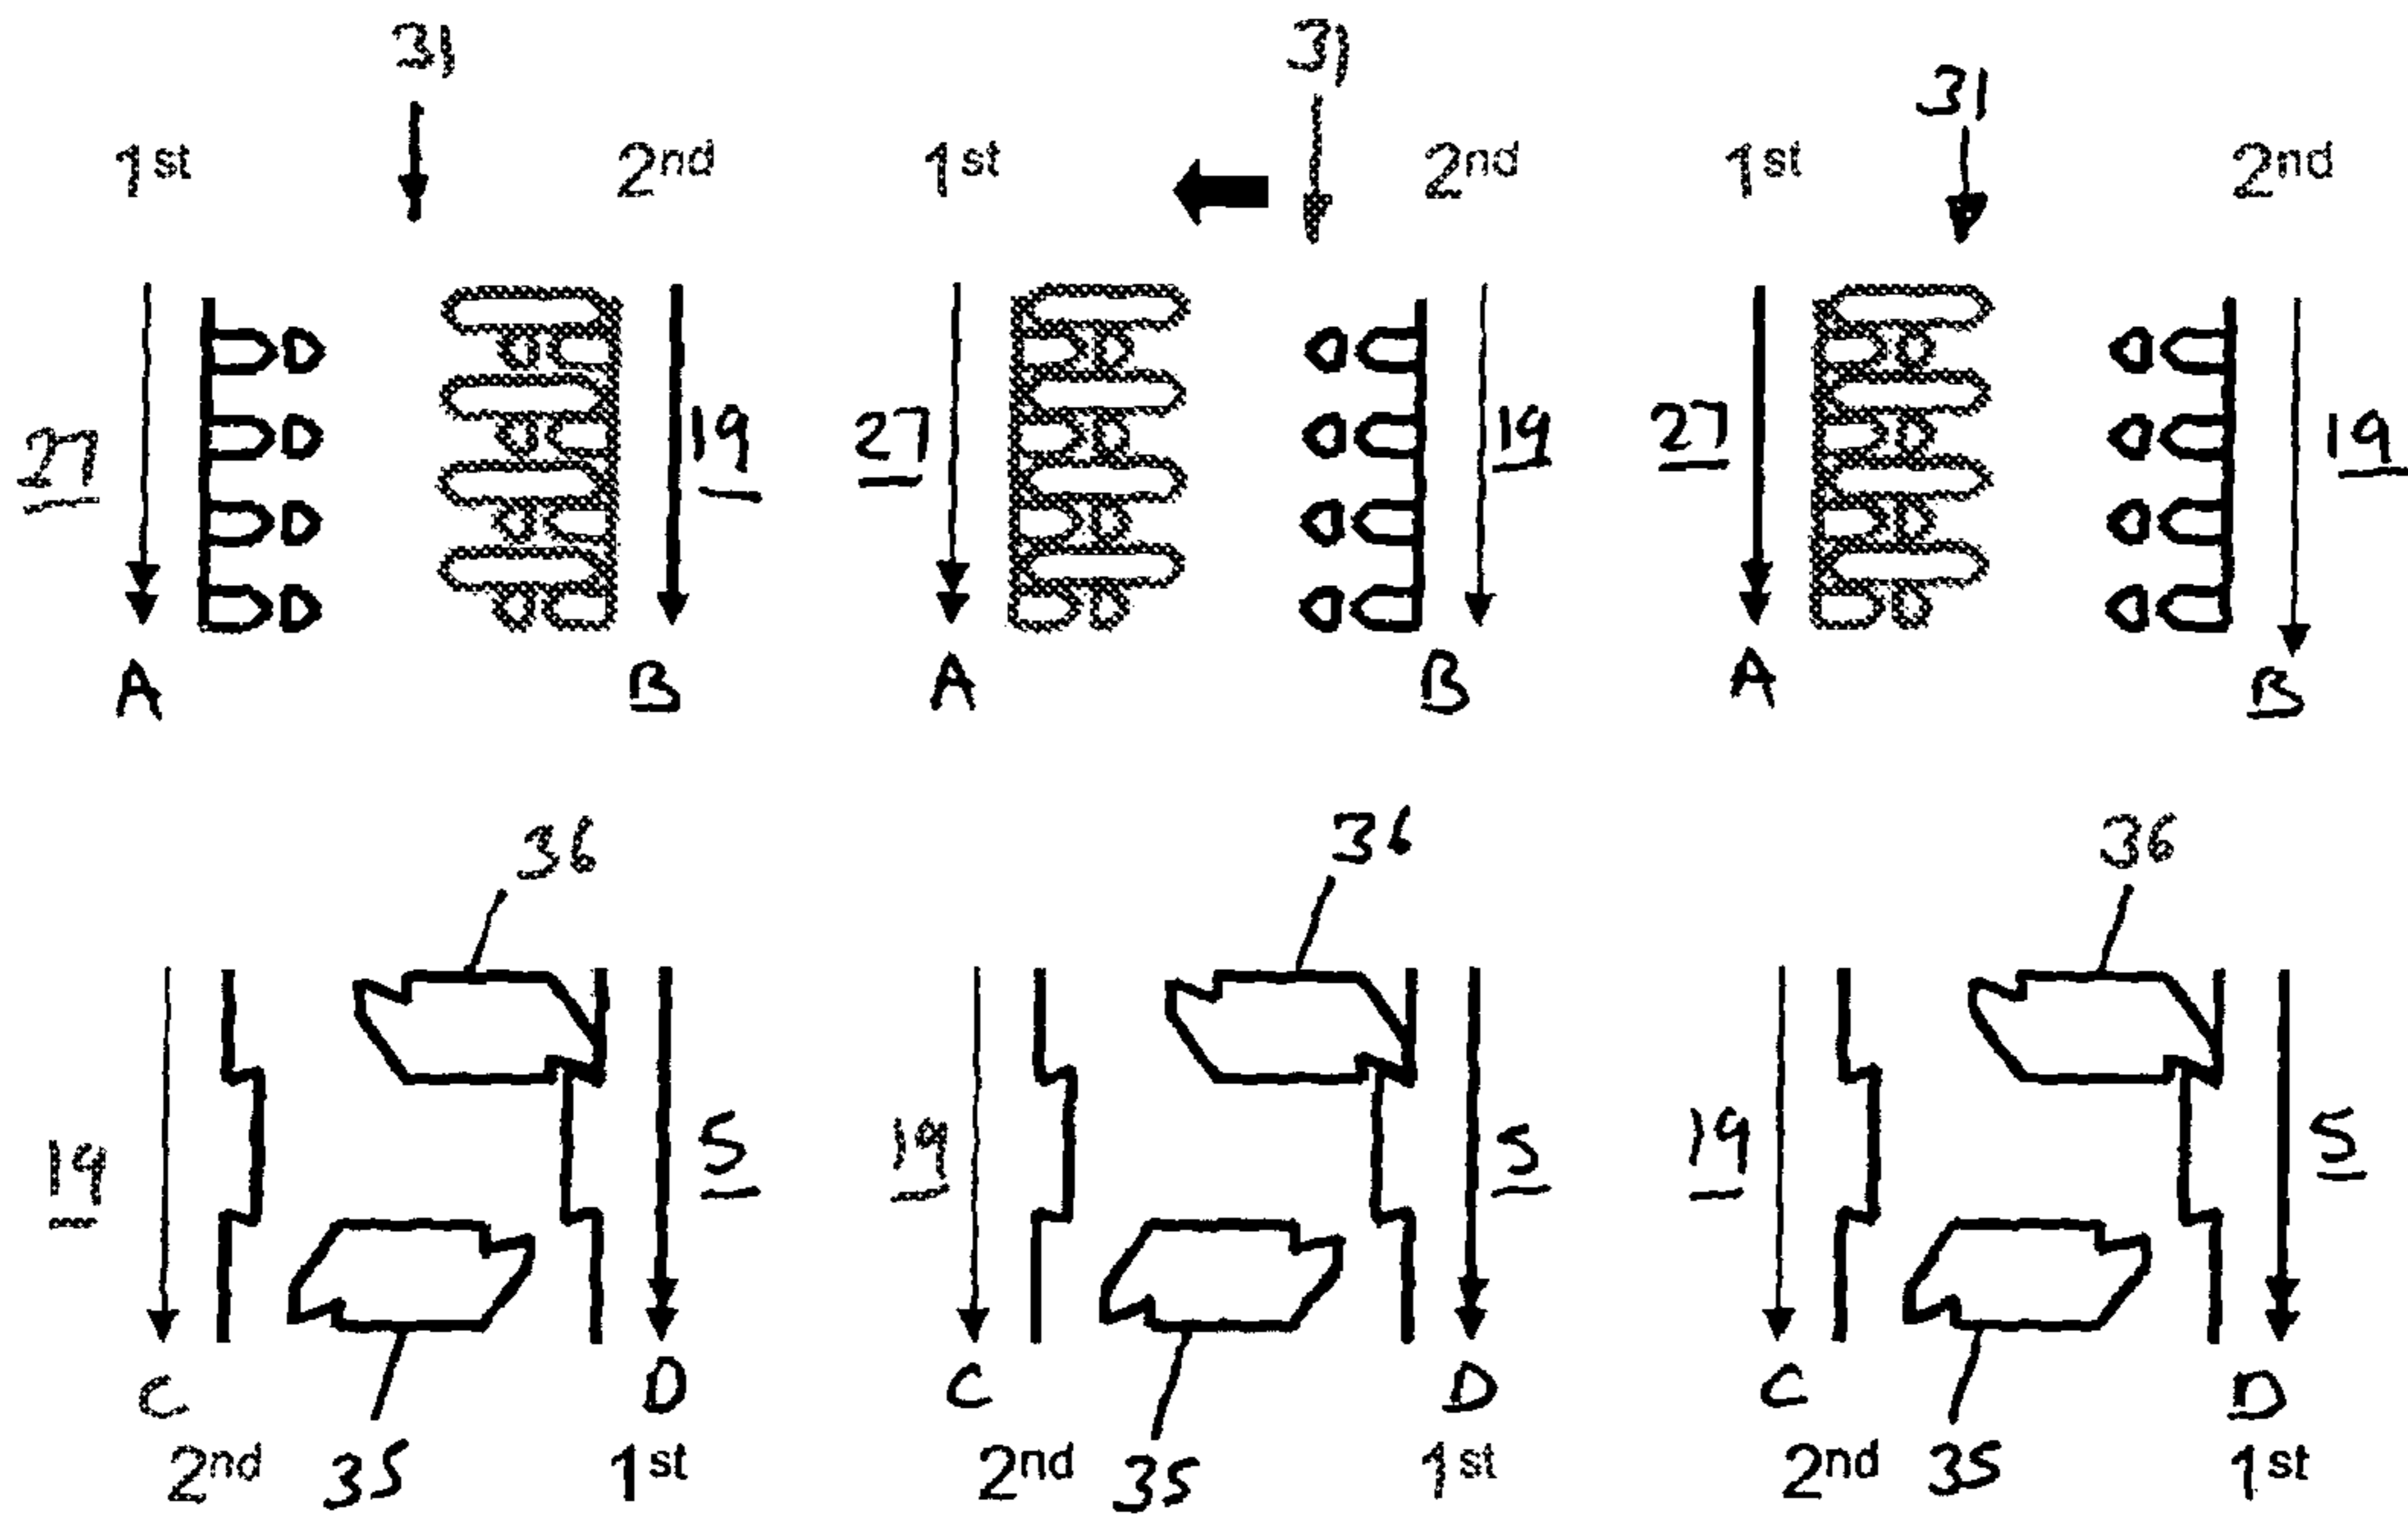 31 31 31
1st 2nd 1st 2nd 1st 2nd
27 19 27 19 27 19
A B A B A B
36 36 36
19 5 19 5 19 5
C D C D C D
2nd 35 1st 2nd 35 1st 2nd 35 1st